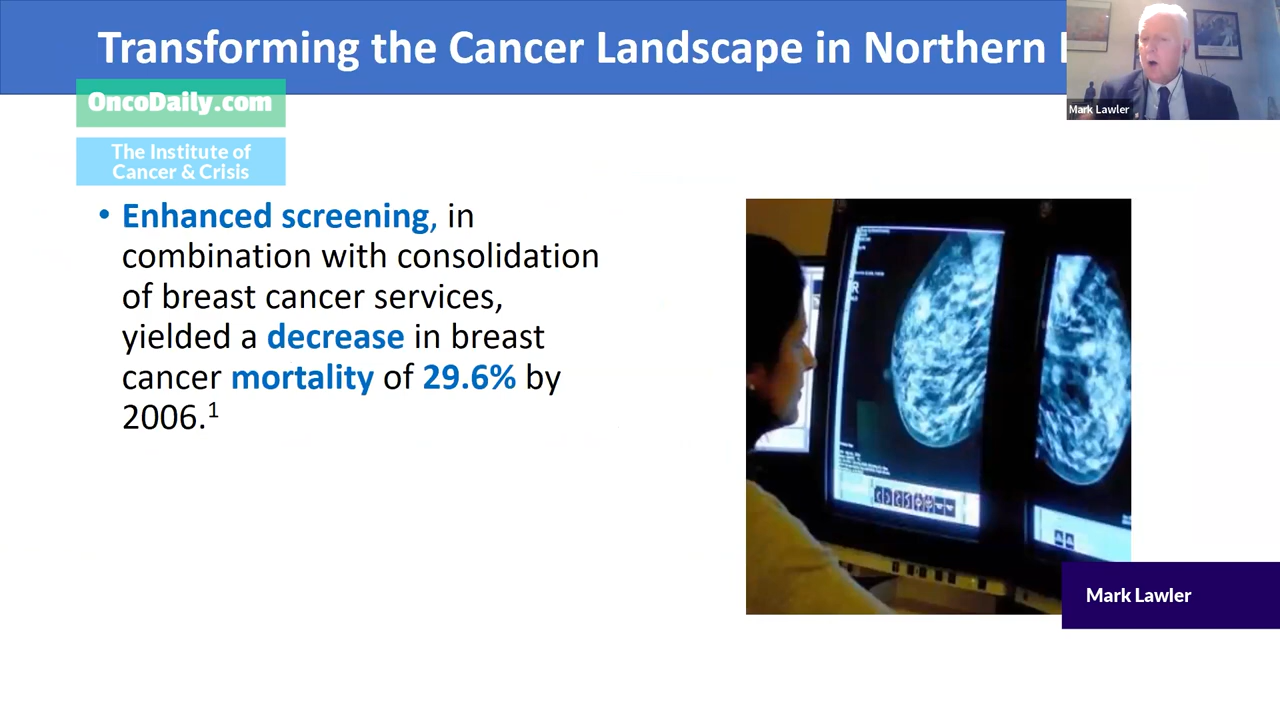 Transforming the Cancer Landscape in Northern
Mark Lawler
OncoDaily.com
The Institute of
Cancer & Crisis
• Enhanced screening, in
combination with consolidation
of breast cancer services,
yielded a decrease in breast
cancer mortality of 29.6% by
2006.¹
R
Mark Lawler